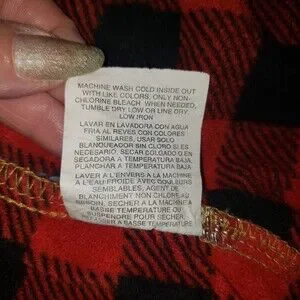 MACHINE WASH COLD INSIDE OUT
WITH LIKE COLORS, ONLY NON-
CHLORINE BLEACH WHEN NEEDED,
TUMBLE DRY LOW OR LINE DRY, LOW
LOW IRON
LAVAR EN LAVADORA CON AGUA
FRIA AL REVES CON COLORES
SIMILARES, USAR SOLO
BLANQUEADOR SIN CLORO SI ES
NECESARIO, SECAR COLGADO O EN
SECADORA A TEMPERATURA BAJA,
PLANCHAR A TEMPERATURA BAJA
LAVER A L'ENVERS A LA MACHINE
A L'EAU FROIDE AVEC COULEURS
SEMBLABLES, AGENT DE
BLANCHIMENT NON CHLORE AU
BESOIN, SECHER A LA MACHINE A
BASSE TEMPERATURE OU
SUSPENDRE POUR SECHER,
REPASSER A BASSE TEMPERATURE